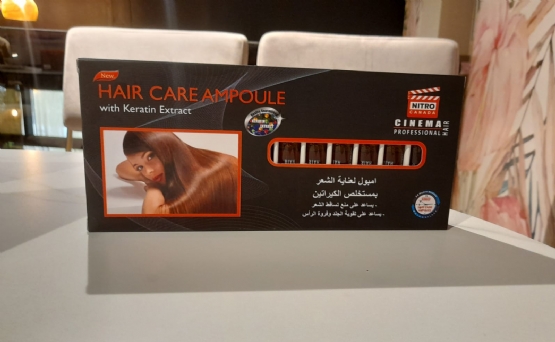 New
HAIR CARE AMPOULE
with Keratin Extract
NITRO
CANADA
CINEMA
PROFESSIONAL HAIR
امبول لعناية الشعر
بمستخلص الكيراتين
- يساعد على منع تساقط الشعر
- يساعد على تقوية الجلد وفروة الرأس